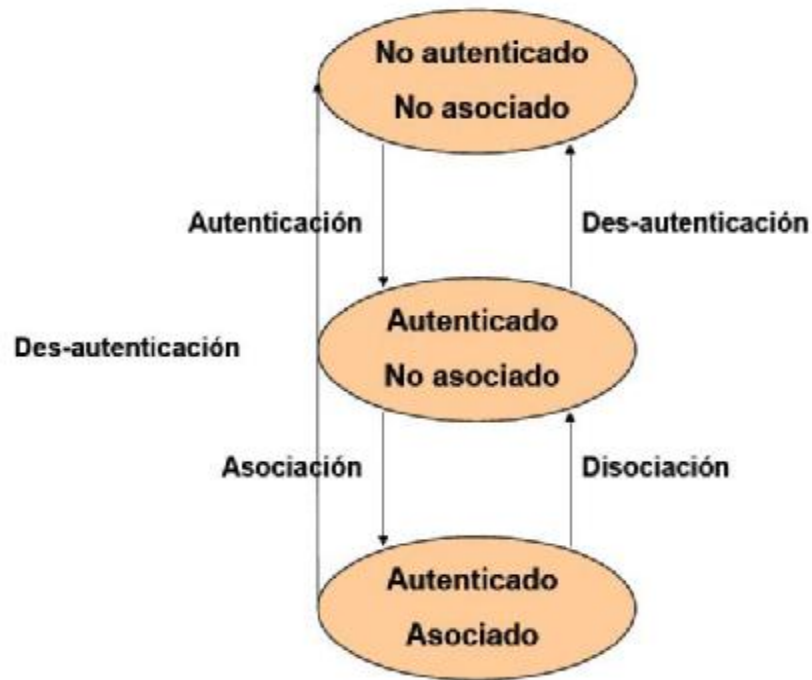 No autenticado
No asociado
Autenticación
Des-autenticación
Autenticado
No asociado
Des-autenticación
Asociación
Disociación
Autenticado
Asociado